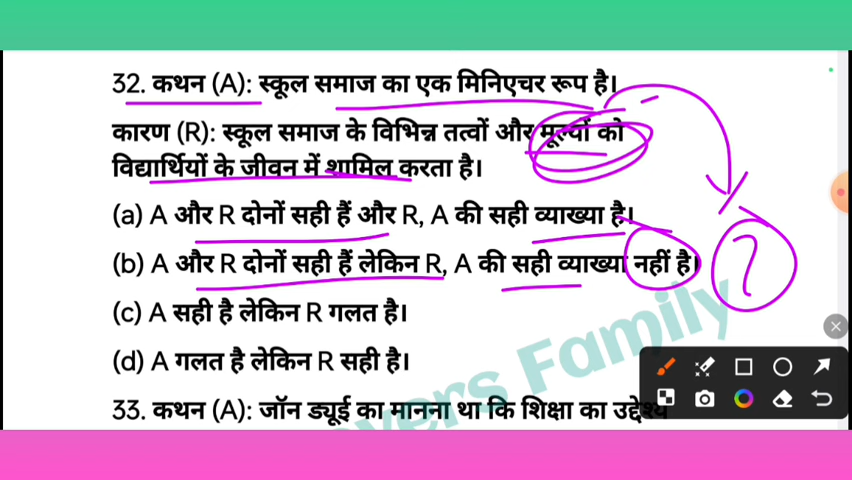 32. कथन (A): स्कूल समाज का एक मिनिएचर रूप है।
कारण (R): स्कूल समाज के विभिन्न तत्वों और मूल्यों को
विद्यार्थियों के जीवन में शामिल करता है।
(a) A और R दोनों सही हैं और R, A की सही व्याख्या है।
(b) A और R दोनों सही हैं लेकिन R, A की सही व्याख्या नहीं है।
?
(c) A सही है लेकिन R गलत है।
(d) A गलत है लेकिन R सही है।
Family
33. कथन (A): जॉन ड्यूई का मानना था कि शिक्षा का उद्देश्य